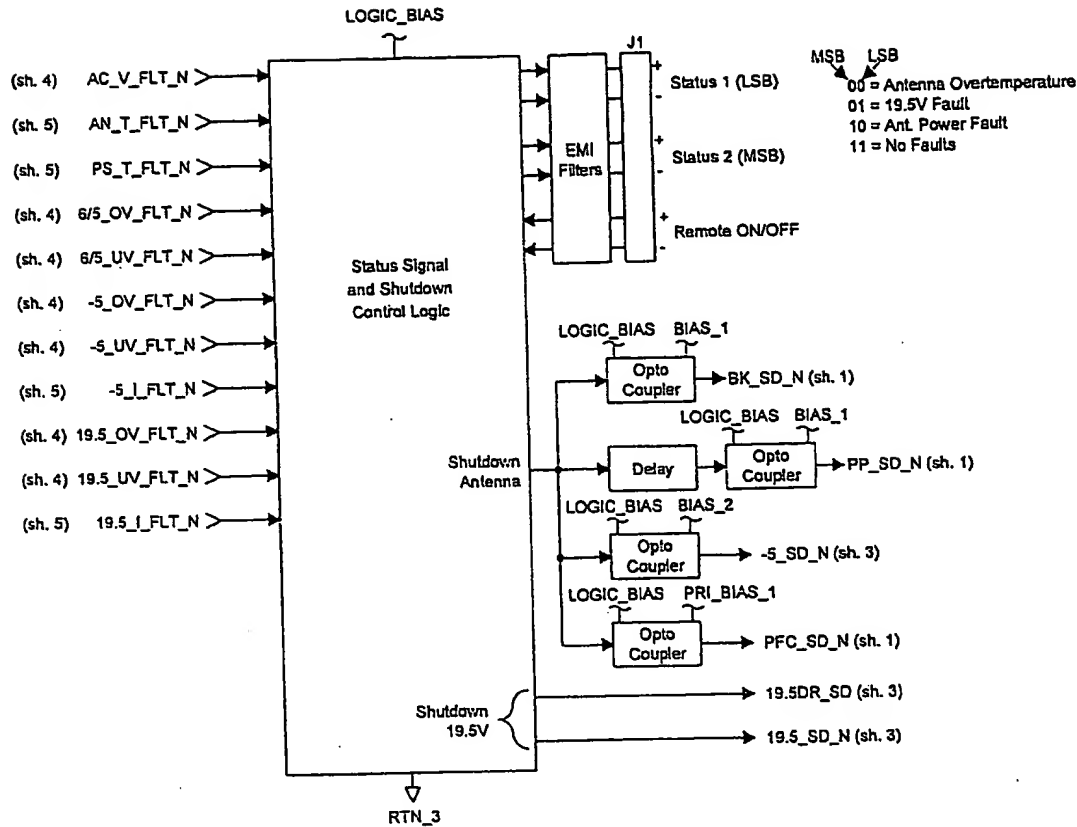 LOGIC_BIAS
(sh. 4) AC_V_FLT_N
(sh. 5) AN_T_FLT_N
(sh. 5) PS_T_FLT_N
(sh. 4) 6/5_OV_FLT_N
(sh. 4) 6/5_UV_FLT_N
(sh. 4) -5_OV_FLT_N
(sh. 4) -5_UV_FLT_N
(sh. 5) -5_I_FLT_N
(sh. 4) 19.5_OV_FLT_N
(sh. 4) 19.5_UV_FLT_N
(sh. 5) 19.5_I_FLT_N
Status Signal
and Shutdown
Control Logic
EMI
Filters
J1
+
Status 1 (LSB)
-
+
Status 2 (MSB)
-
+
Remote ON/OFF
-
MSB LSB
00 = Antenna Overtemperature
01 = 19.5V Fault
10 = Ant. Power Fault
11 = No Faults
Shutdown
Antenna
LOGIC_BIAS BIAS_1
Opto
Coupler
BK_SD_N (sh. 1)
Delay
LOGIC_BIAS BIAS_1
Opto
Coupler
PP_SD_N (sh. 1)
LOGIC_BIAS BIAS_2
Opto
Coupler
-5_SD_N (sh. 3)
LOGIC_BIAS PRI_BIAS_1
Opto
Coupler
PFC_SD_N (sh. 1)
Shutdown
19.5V
19.5DR_SD (sh. 3)
19.5_SD_N (sh. 3)
RTN_3